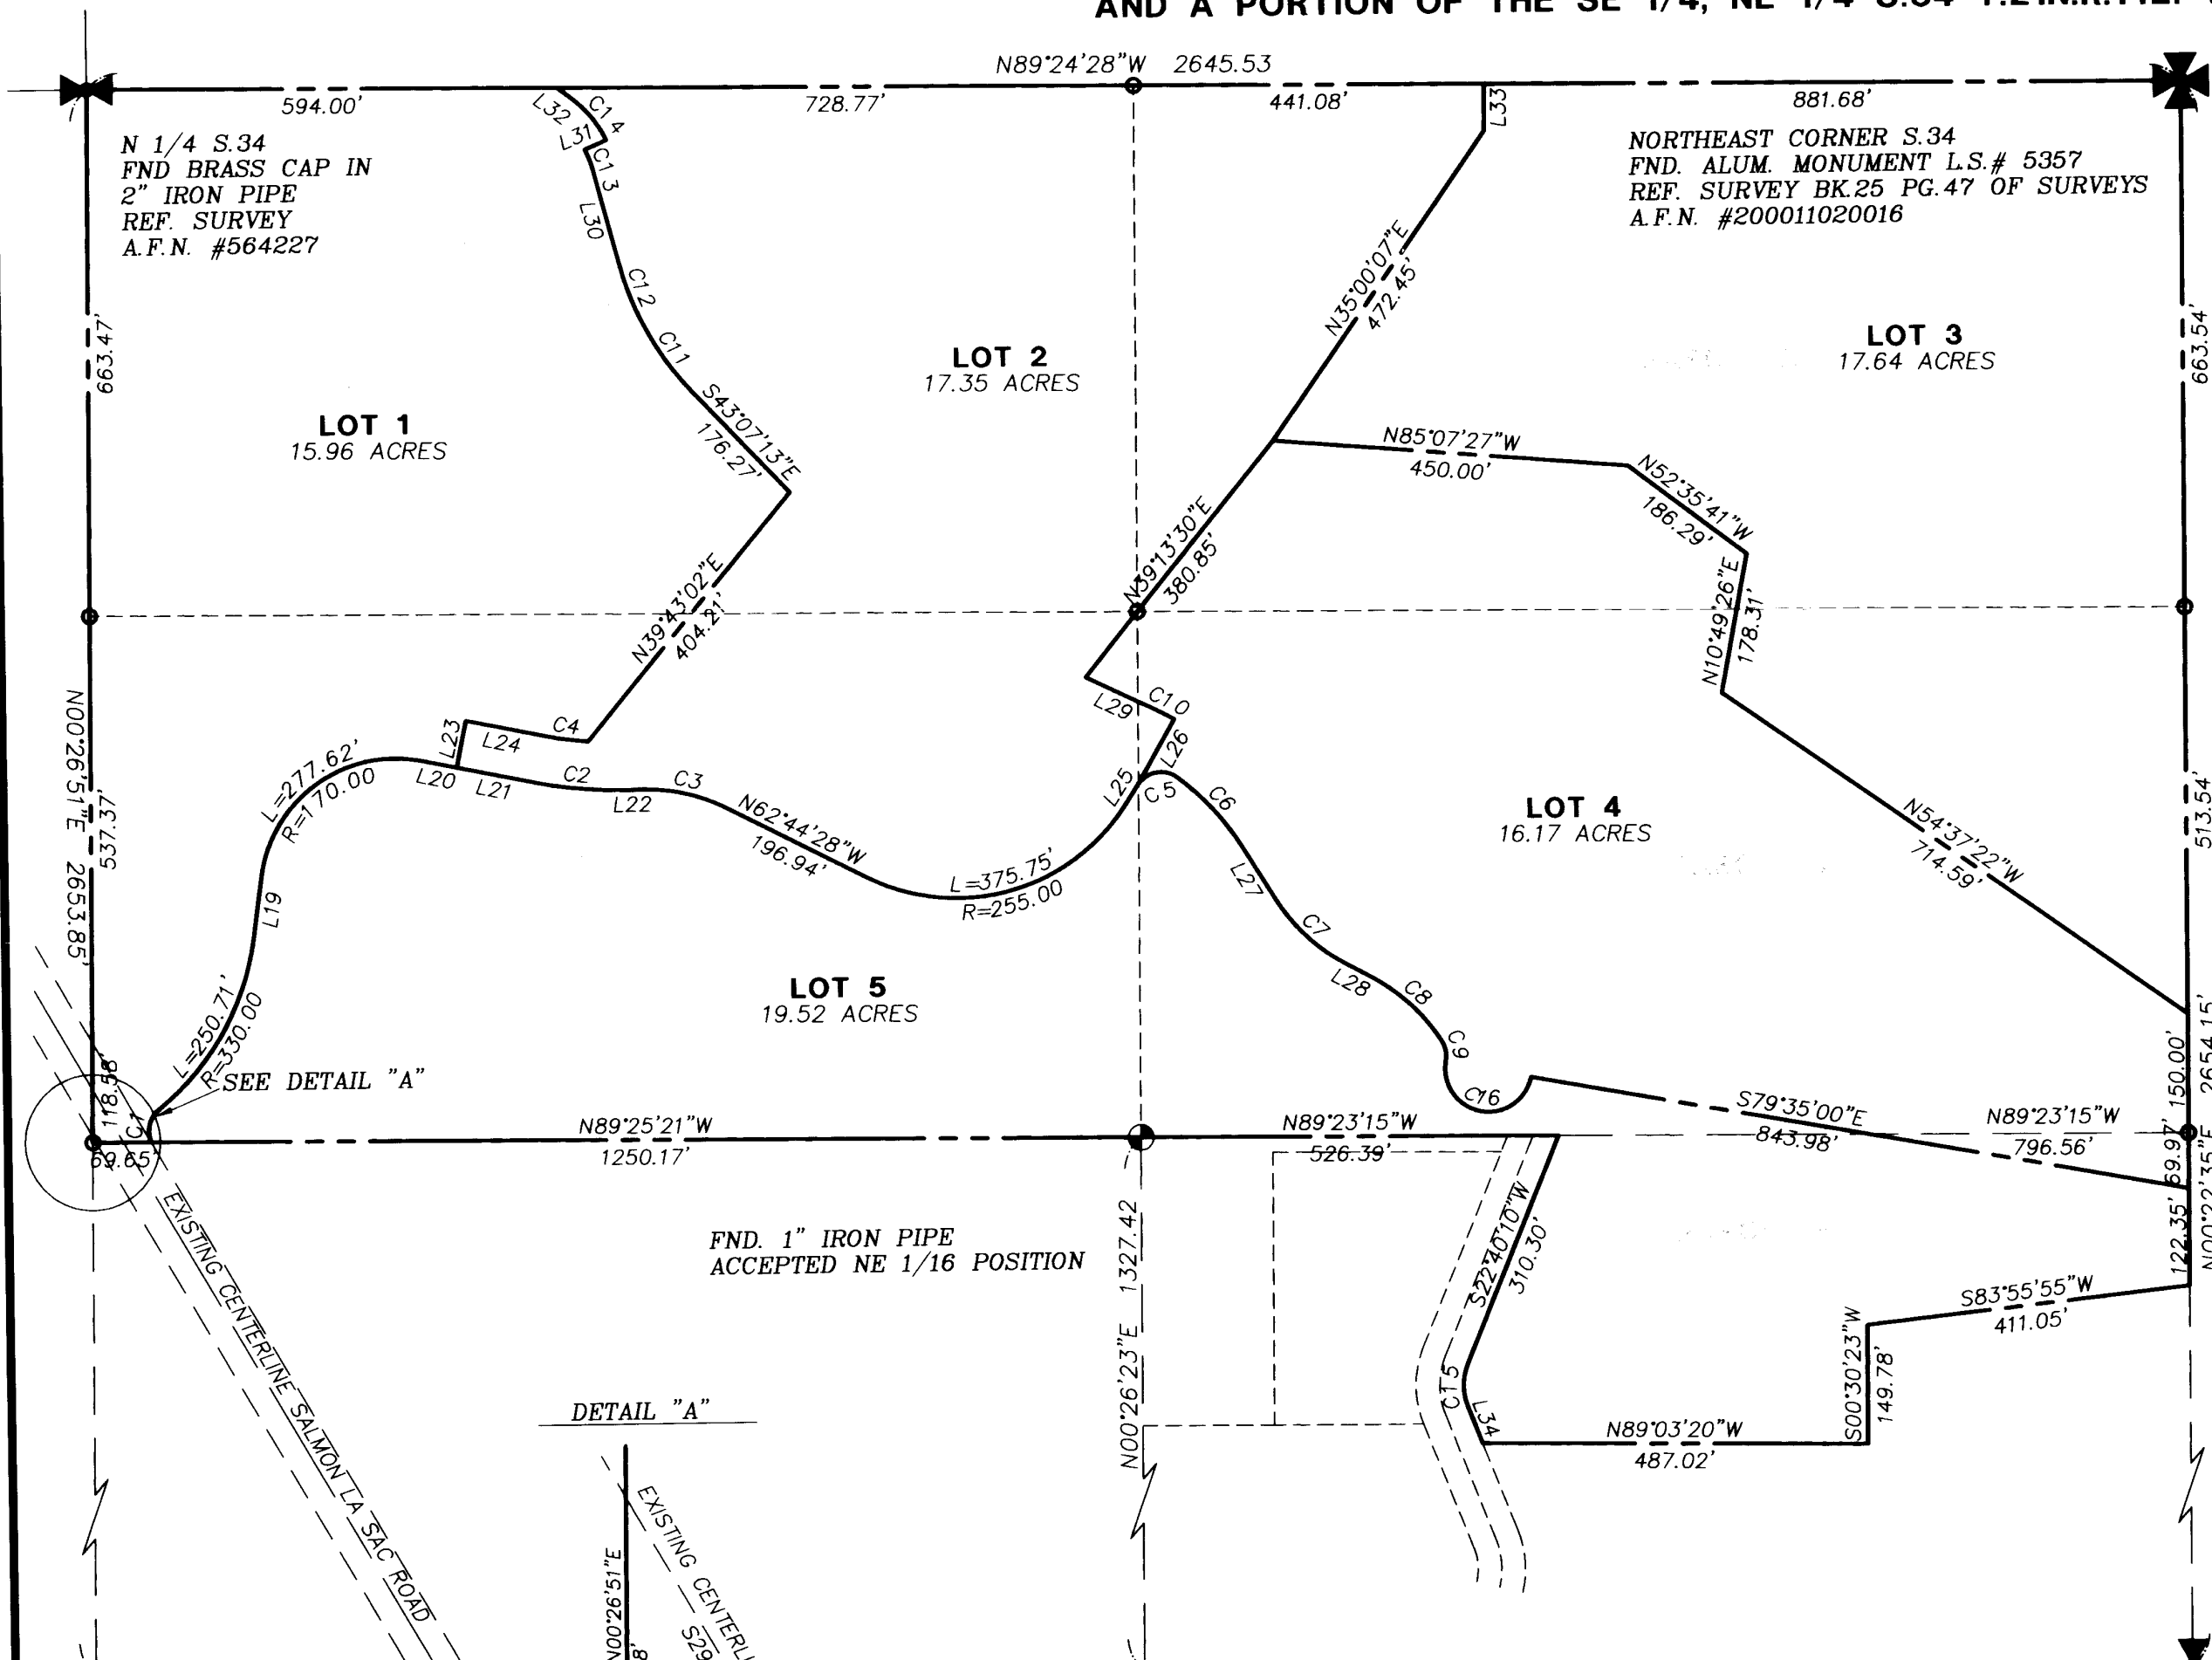 N89°24'28"W 2645.53
594.00'
728.77'
441.08'
881.68'
L32
C14
L31
C13
L30
C12
C11
L33
N 1/4 S.34
FND BRASS CAP IN
2" IRON PIPE
REF. SURVEY
A.F.N. #564227
NORTHEAST CORNER S.34
FND. ALUM. MONUMENT L.S.# 5357
REF. SURVEY BK.25 PG.47 OF SURVEYS
A.F.N. #200011020016
663.47'
663.54'
N35°00'07"E
472.45'
LOT 1
15.96 ACRES
LOT 2
17.35 ACRES
LOT 3
17.64 ACRES
S43°07'13"E
176.27'
N85°07'27"W
450.00'
N52°35'41"W
186.29'
N39°13'30"E
380.85'
N39°43'02"E
404.21'
N10°49'26"E
178.31'
N00°26'51"E 2653.85'
537.37'
513.54'
L23
L24
C4
L29
C10
L26
L25
C5
C6
L=277.62'
R=170.00
L20
L21
C2
L22
C3
N62°44'28"W
196.94'
L=375.75'
R=255.00
L19
L27
C7
L28
C8
C9
C16
LOT 4
16.17 ACRES
N54°37'22"W
714.59'
LOT 5
19.52 ACRES
L=250.71'
R=330.00
SEE DETAIL "A"
118.58'
C1
69.65'
N89°25'21"W
1250.17'
N89°23'15"W
526.39'
S79°35'00"E
843.98'
N89°23'15"W
796.56'
150.00'
69.97'
122.35'
N00°22'35"E 2654.15'
EXISTING CENTERLINE SALMON LA SAC ROAD
FND. 1" IRON PIPE
ACCEPTED NE 1/16 POSITION
N00°26'23"E 1327.42
S22°40'10"W
310.30'
C15
L34
S83°55'55"W
411.05'
S00°30'23"W
149.78'
N89°03'20"W
487.02'
DETAIL "A"
N00°26'51"E
EXISTING